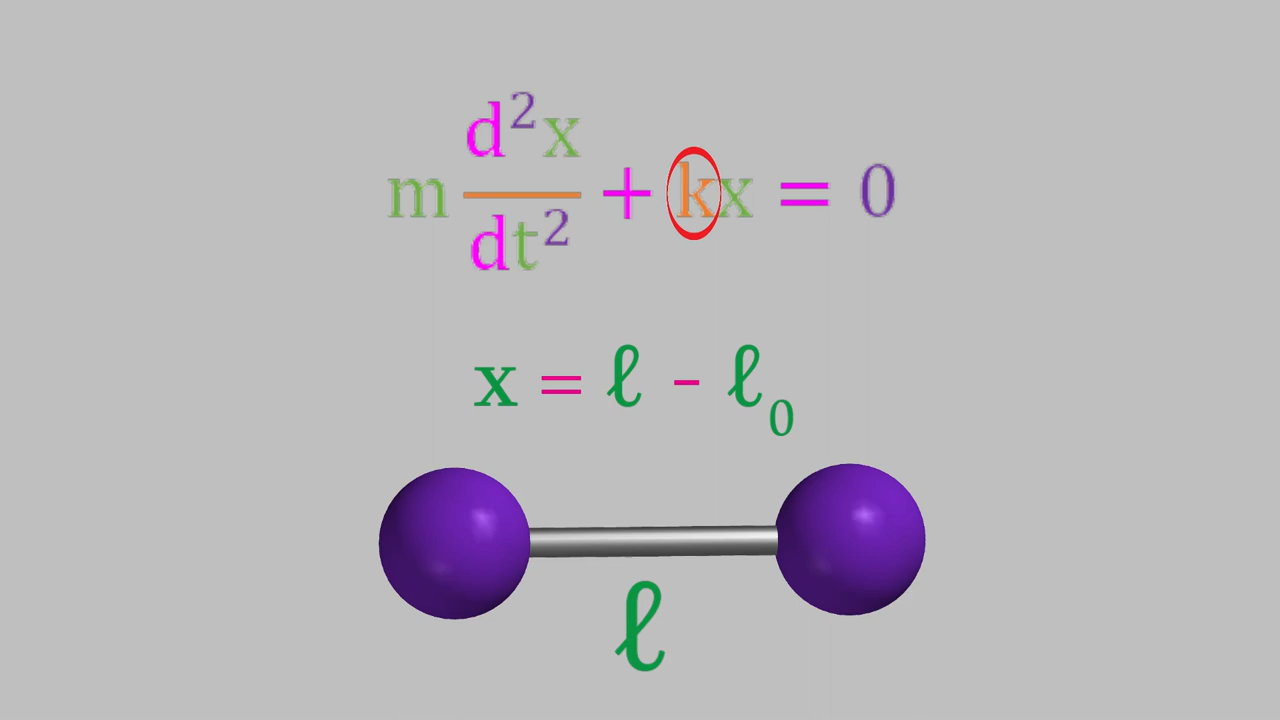 m d²x/dt² + kx = 0
x = ℓ - ℓ₀
ℓ